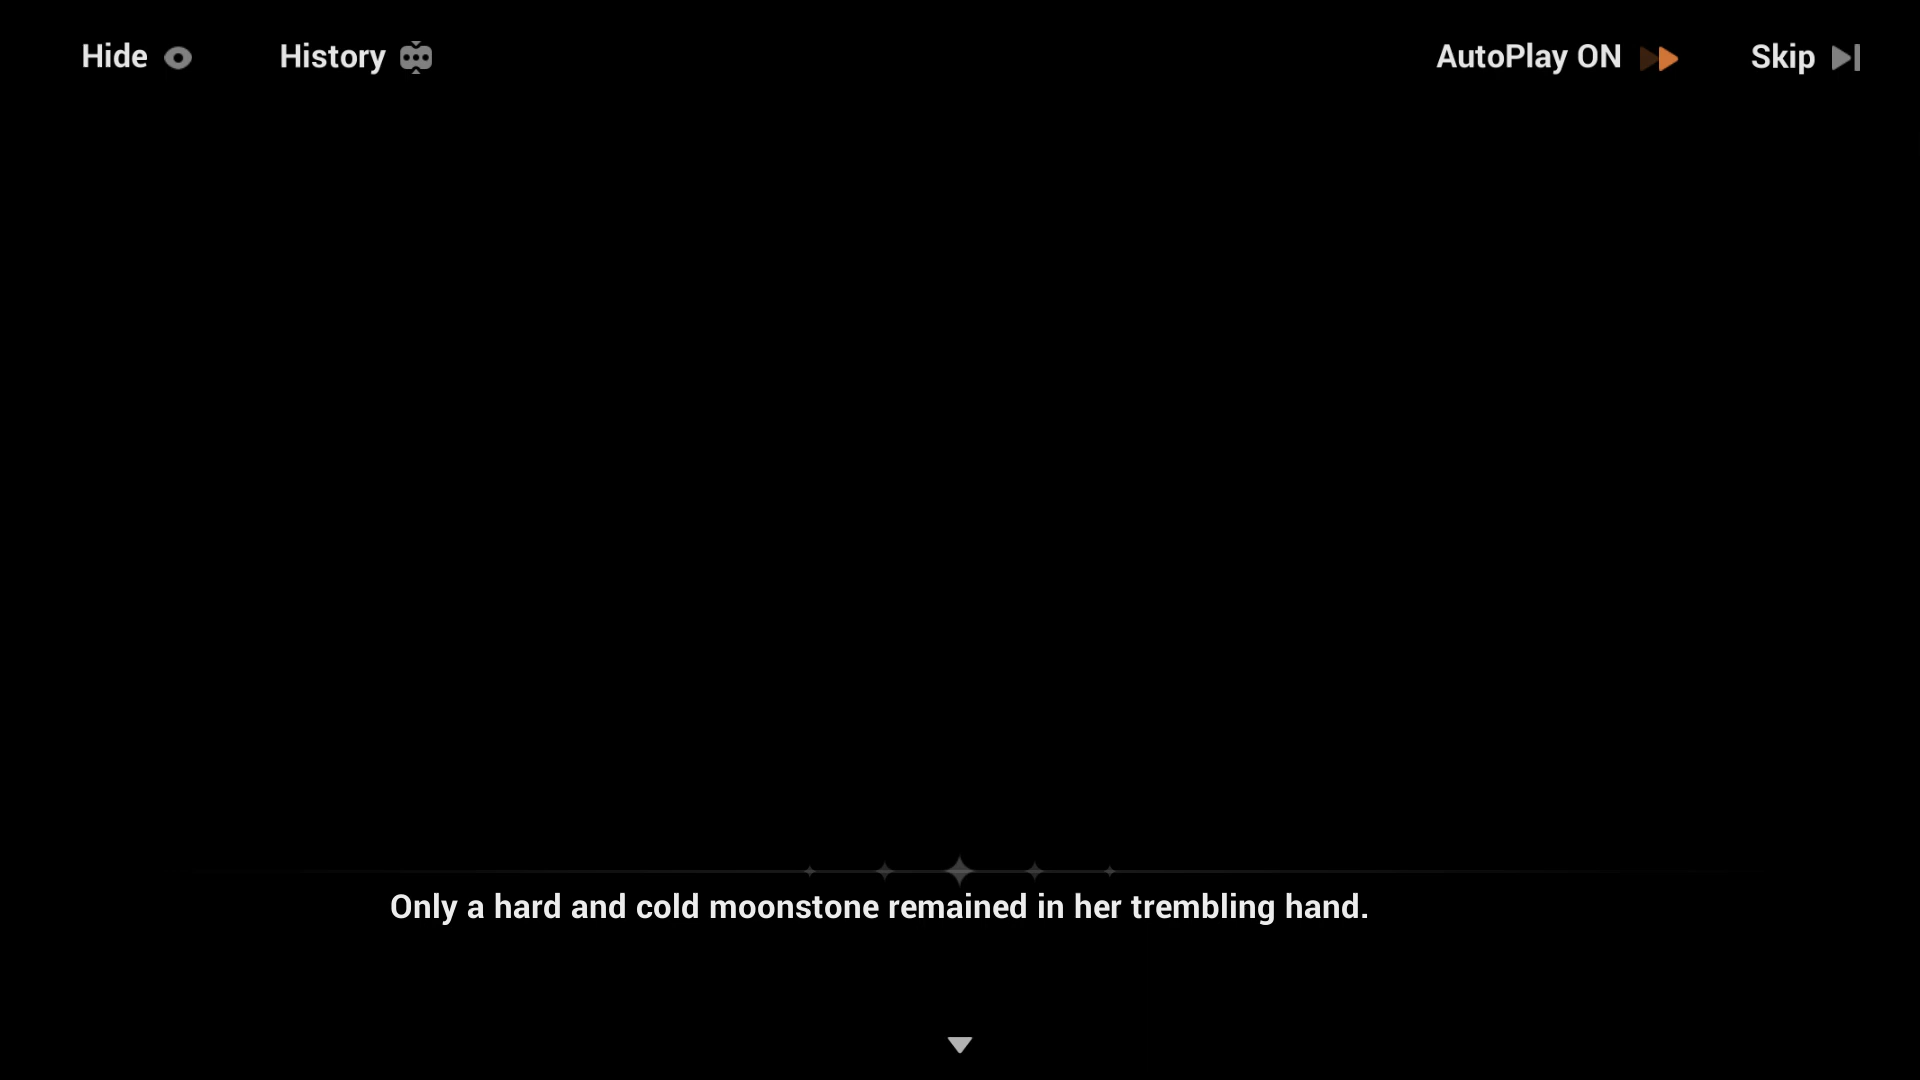 Hide
History
AutoPlay ON
Skip
Only a hard and cold moonstone remained in her trembling hand.